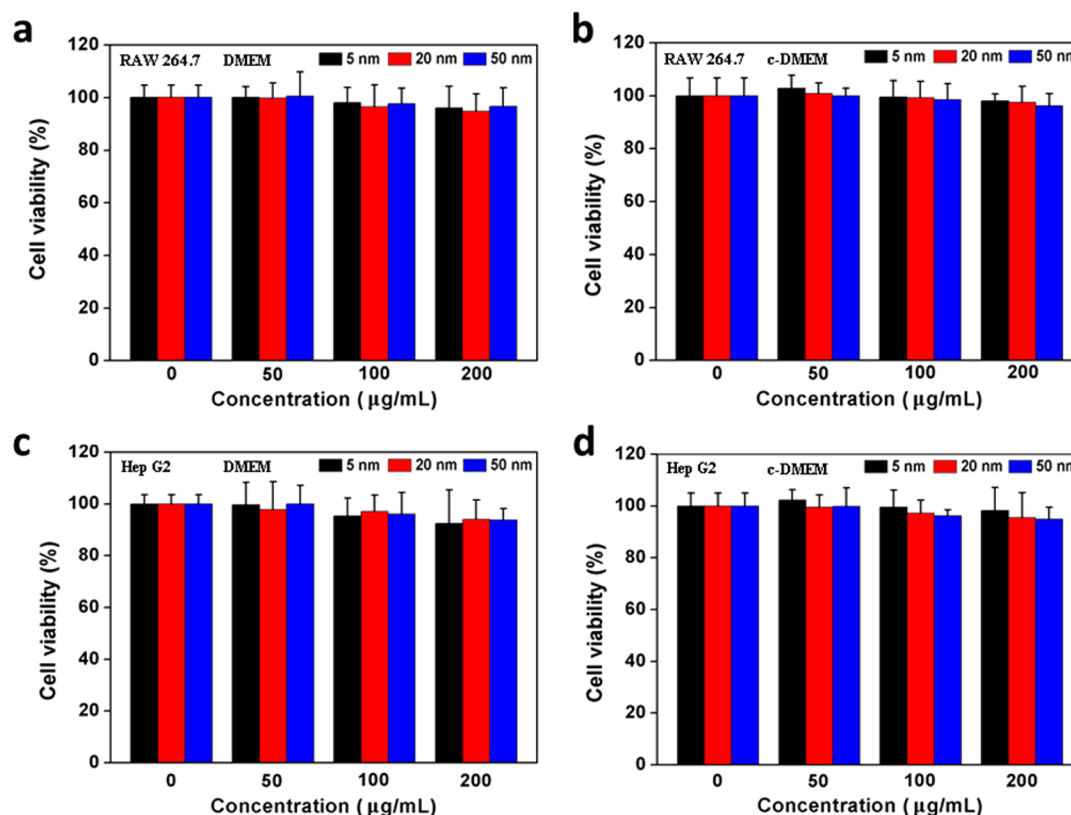 a
120
RAW 264.7 DMEM 5 nm 20 nm 50 nm
100
80
60
40
20
0
Cell viability (%)
0 50 100 200
Concentration ( μg/mL)
b
120
RAW 264.7 c-DMEM 5 nm 20 nm 50 nm
100
80
60
40
20
0
Cell viability (%)
0 50 100 200
Concentration ( μg/mL)
c
120
Hep G2 DMEM 5 nm 20 nm 50 nm
100
80
60
40
20
0
Cell viability (%)
0 50 100 200
Concentration ( μg/mL)
d
120
Hep G2 c-DMEM 5 nm 20 nm 50 nm
100
80
60
40
20
0
Cell viability (%)
0 50 100 200
Concentration ( μg/mL)